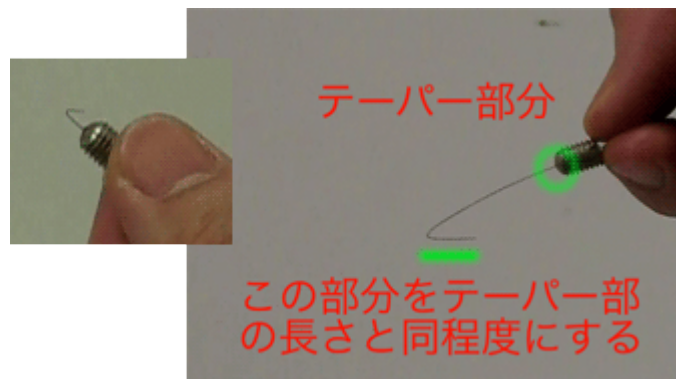 テーパー部分
この部分をテーパー部
の長さと同程度にする